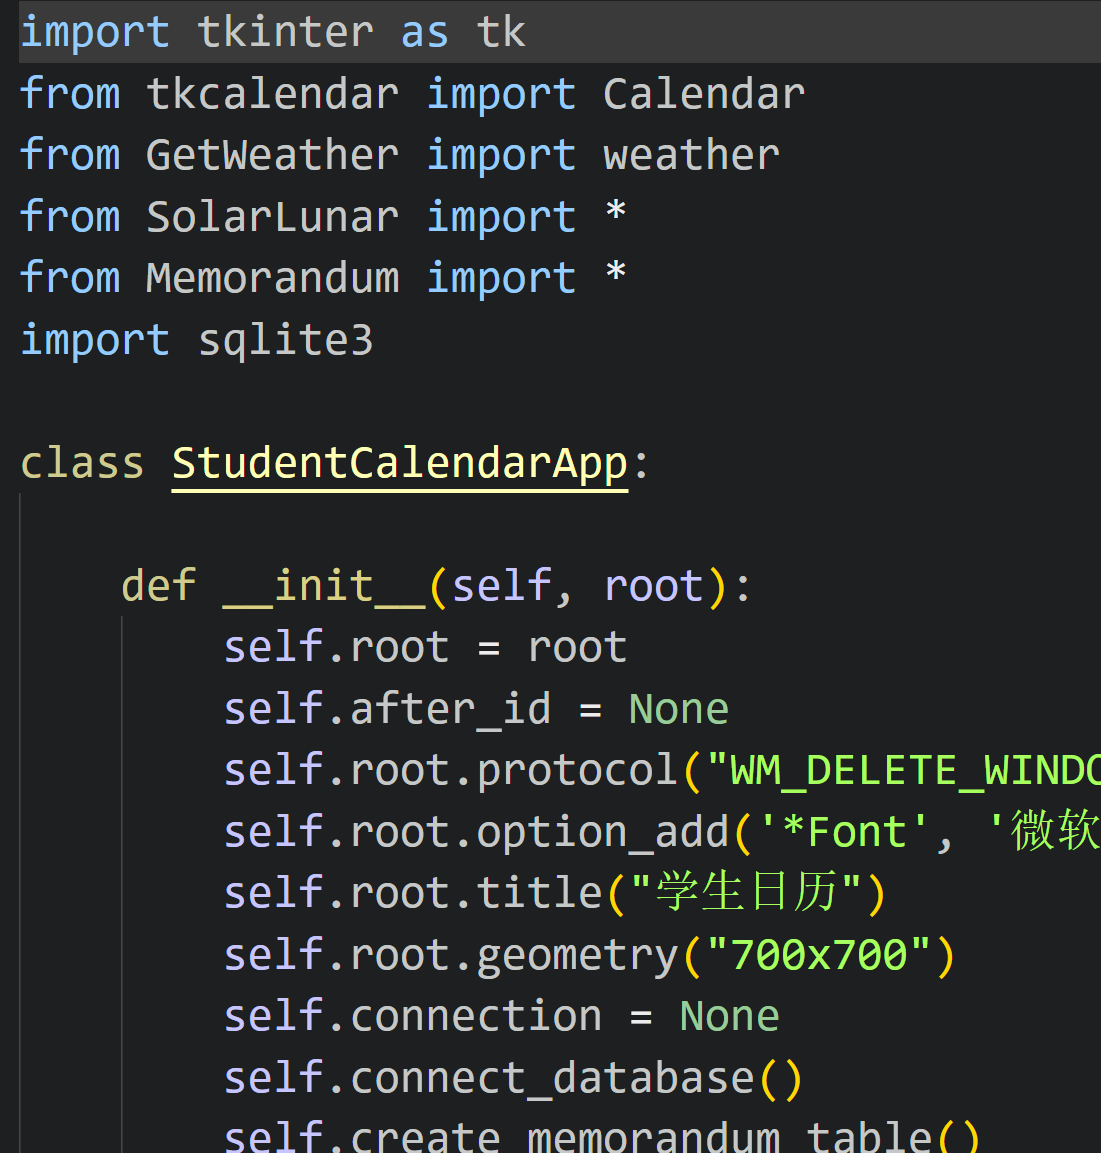 import tkinter as tk
from tkcalendar import Calendar
from GetWeather import weather
from SolarLunar import *
from Memorandum import *
import sqlite3
class StudentCalendarApp:
def __init__(self, root):
self.root = root
self.after_id = None
self.root.protocol("WM_DELETE_WINDO
self.root.option_add('*Font', '微软
self.root.title("学生日历")
self.root.geometry("700x700")
self.connection = None
self.connect_database()
self.create_memorandum_table()